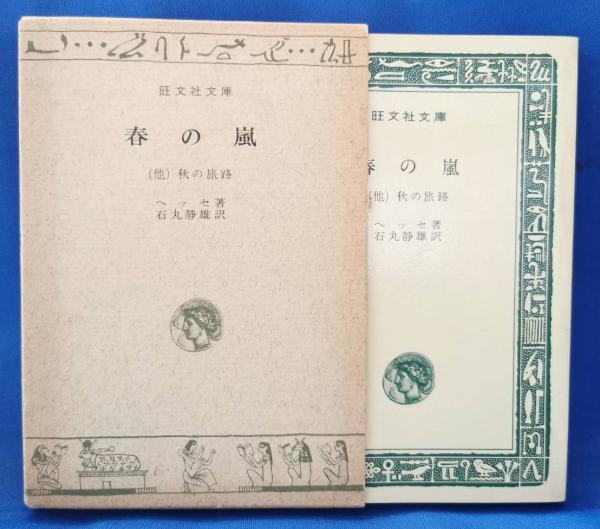 旺文社文庫
春の嵐
(他) 秋の旅路
ヘッセ著
石丸静雄訳
旺文社文庫
春の嵐
(他) 秋の旅路
ヘッセ著
石丸静雄訳